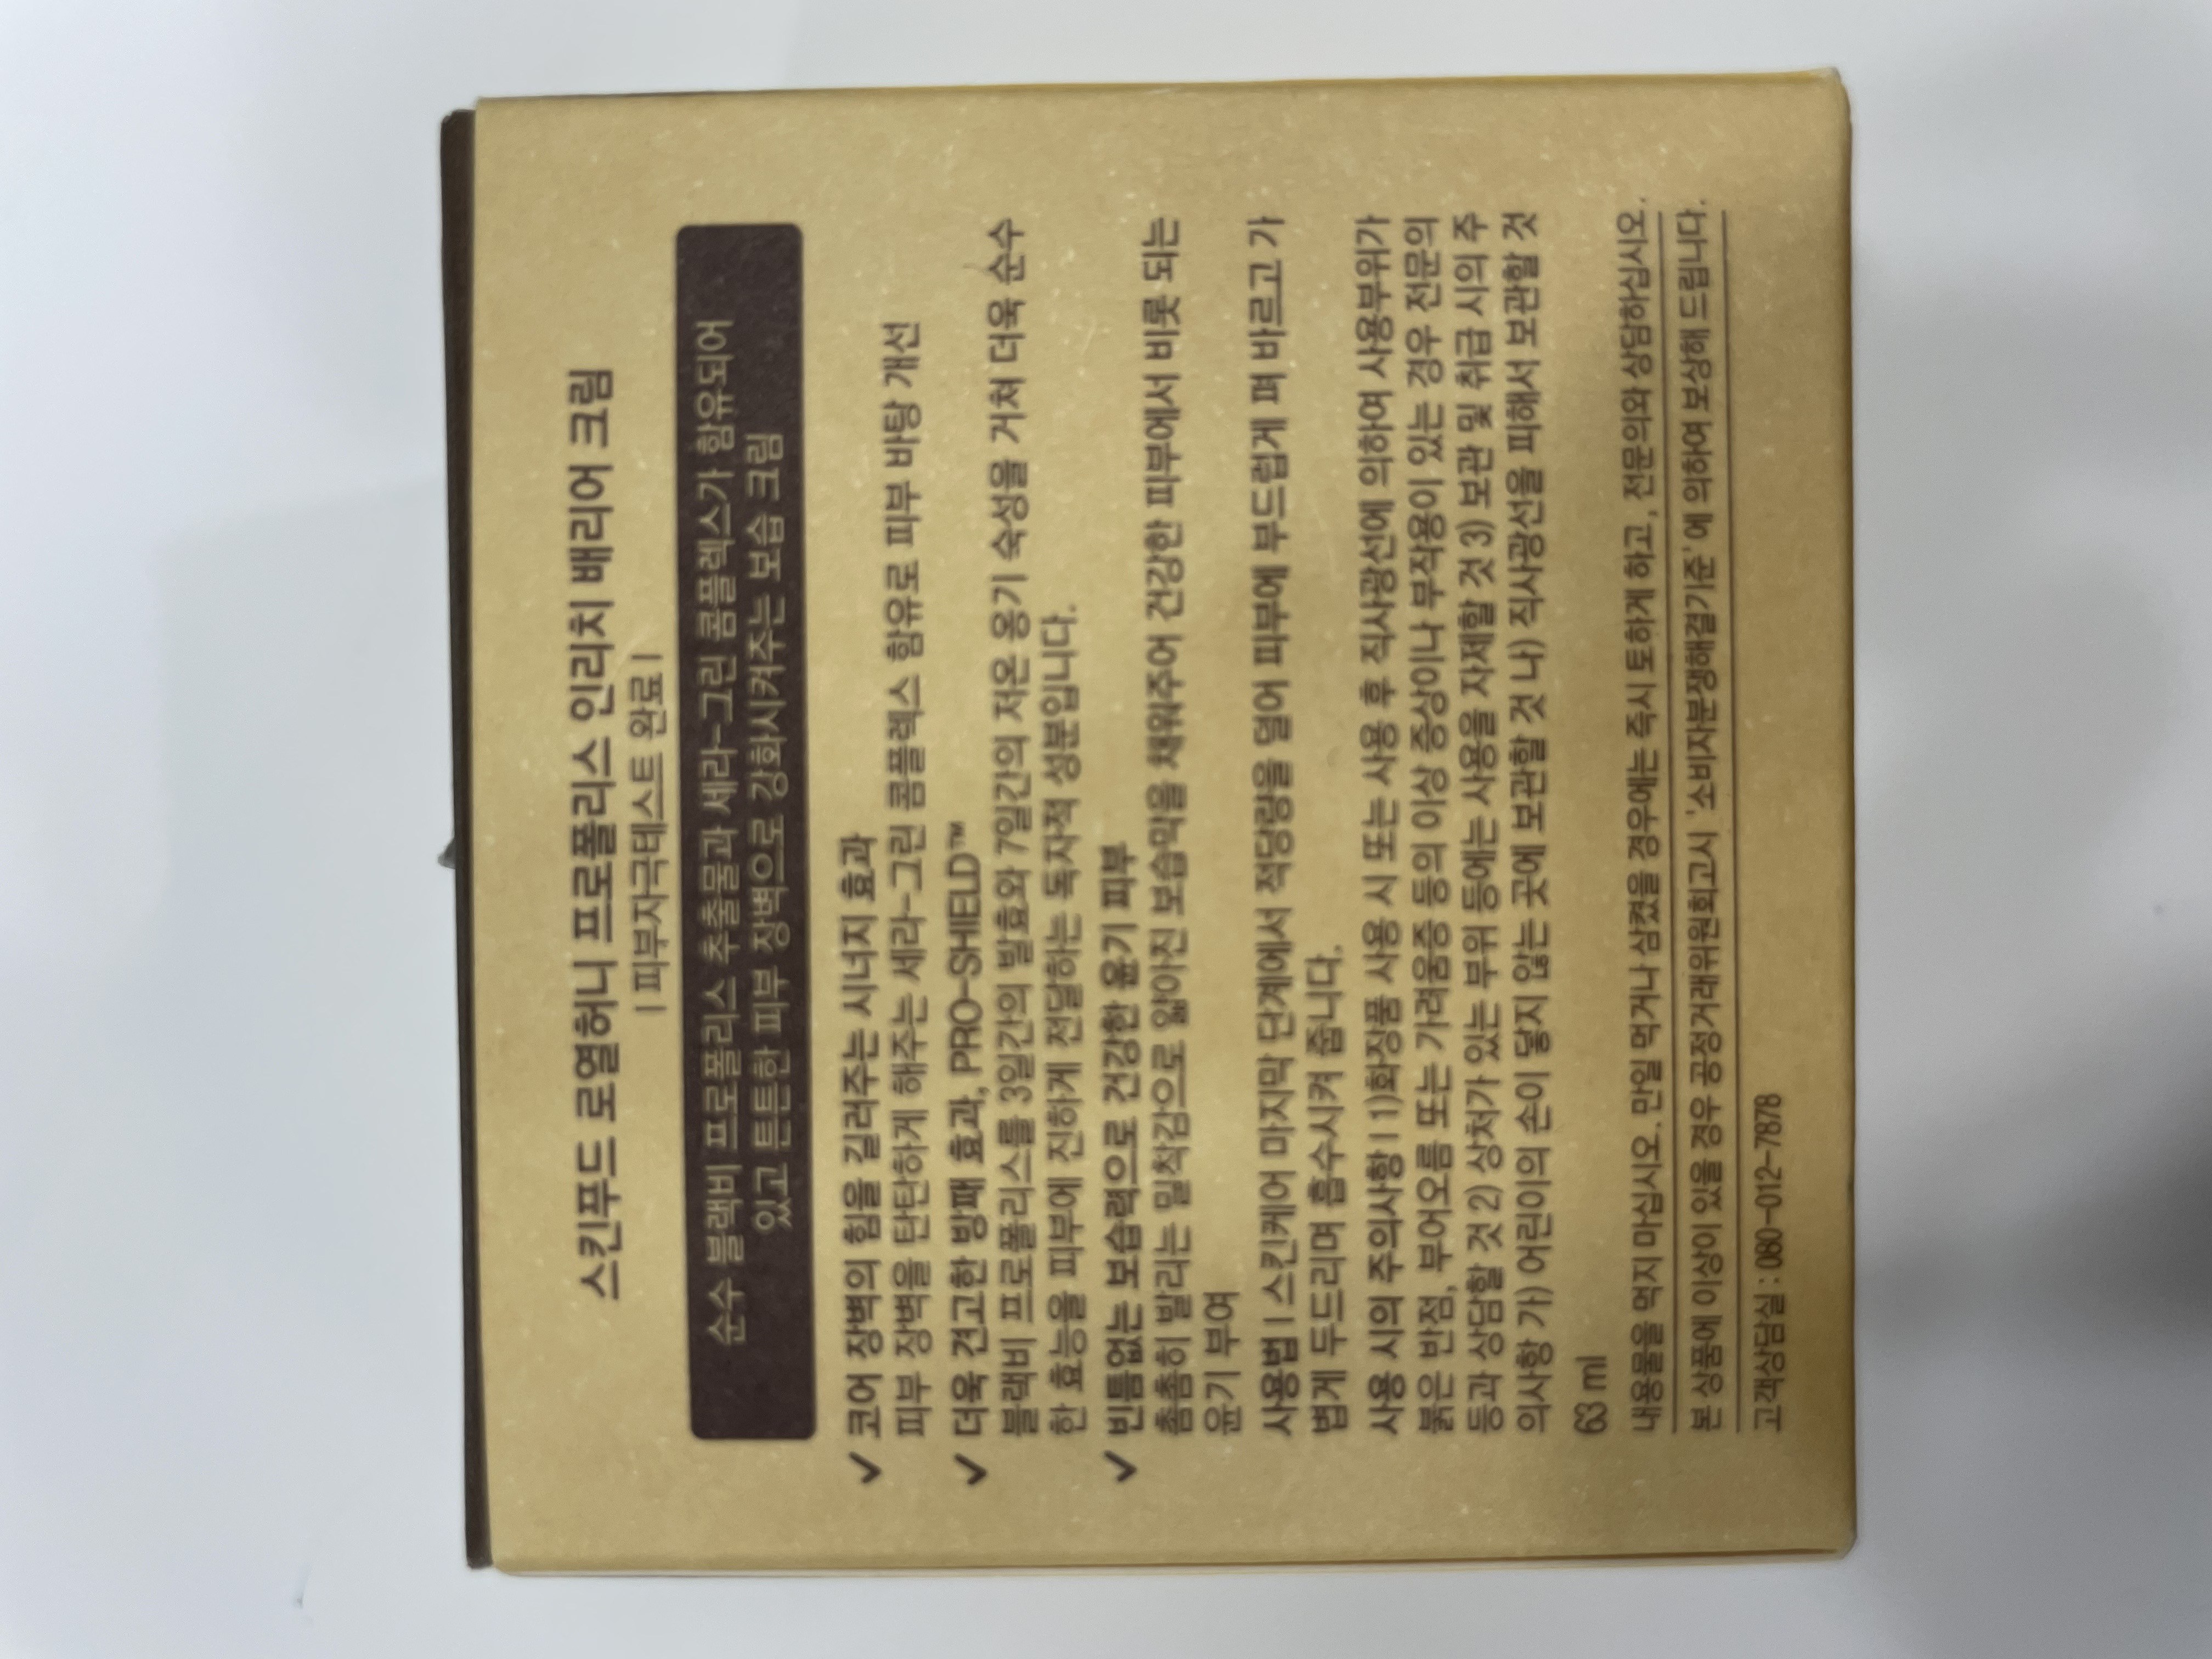 스킨푸드 로열허니 프로폴리스 인리치 배리어 크림
| 피부자극테스트 완료 |
순수 블랙비 프로폴리스 추출물과 세라-그린 콤플렉스가 함유되어
있고 튼튼한 피부 장벽으로 강화시켜주는 보습 크림
✓ 코어 장벽의 힘을 길러주는 시너지 효과
피부 장벽을 탄탄하게 해주는 세라-그린 콤플렉스 함유로 피부 바탕 개선
✓ 더욱 견고한 방패 효과, PRO-SHIELD™
블랙비 프로폴리스를 3일간의 발효와 7일간의 저온 옹기 숙성을 거쳐 더욱 순수
한 효능을 피부에 진하게 전달하는 독자적 성분입니다.
✓ 빈틈없는 보습력으로 건강한 윤기 피부
촘촘히 발리는 밀착감으로 얇아진 보습막을 채워주어 건강한 피부에서 비롯 되는
윤기 부여
사용법 | 스킨케어 마지막 단계에서 적당량을 덜어 피부에 부드럽게 펴 바르고 가
볍게 두드리며 흡수시켜 줍니다.
사용 시의 주의사항 | 1)화장품 사용 시 또는 사용 후 직사광선에 의하여 사용부위가
붉은 반점, 부어오름 또는 가려움증 등의 이상 증상이나 부작용이 있는 경우 전문의
등과 상담할 것 2) 상처가 있는 부위 등에는 사용을 자제할 것 3) 보관 및 취급 시의 주
의사항 가) 어린이의 손이 닿지 않는 곳에 보관할 것 나) 직사광선을 피해서 보관할 것
63 ml
내용물을 먹지 마십시오. 만일 먹거나 삼켰을 경우에는 즉시 토하게 하고, 전문의와 상담하십시오.
본 상품에 이상이 있을 경우 공정거래위원회고시 '소비자분쟁해결기준'에 의하여 보상해 드립니다.
고객상담실 : 080-012-7878